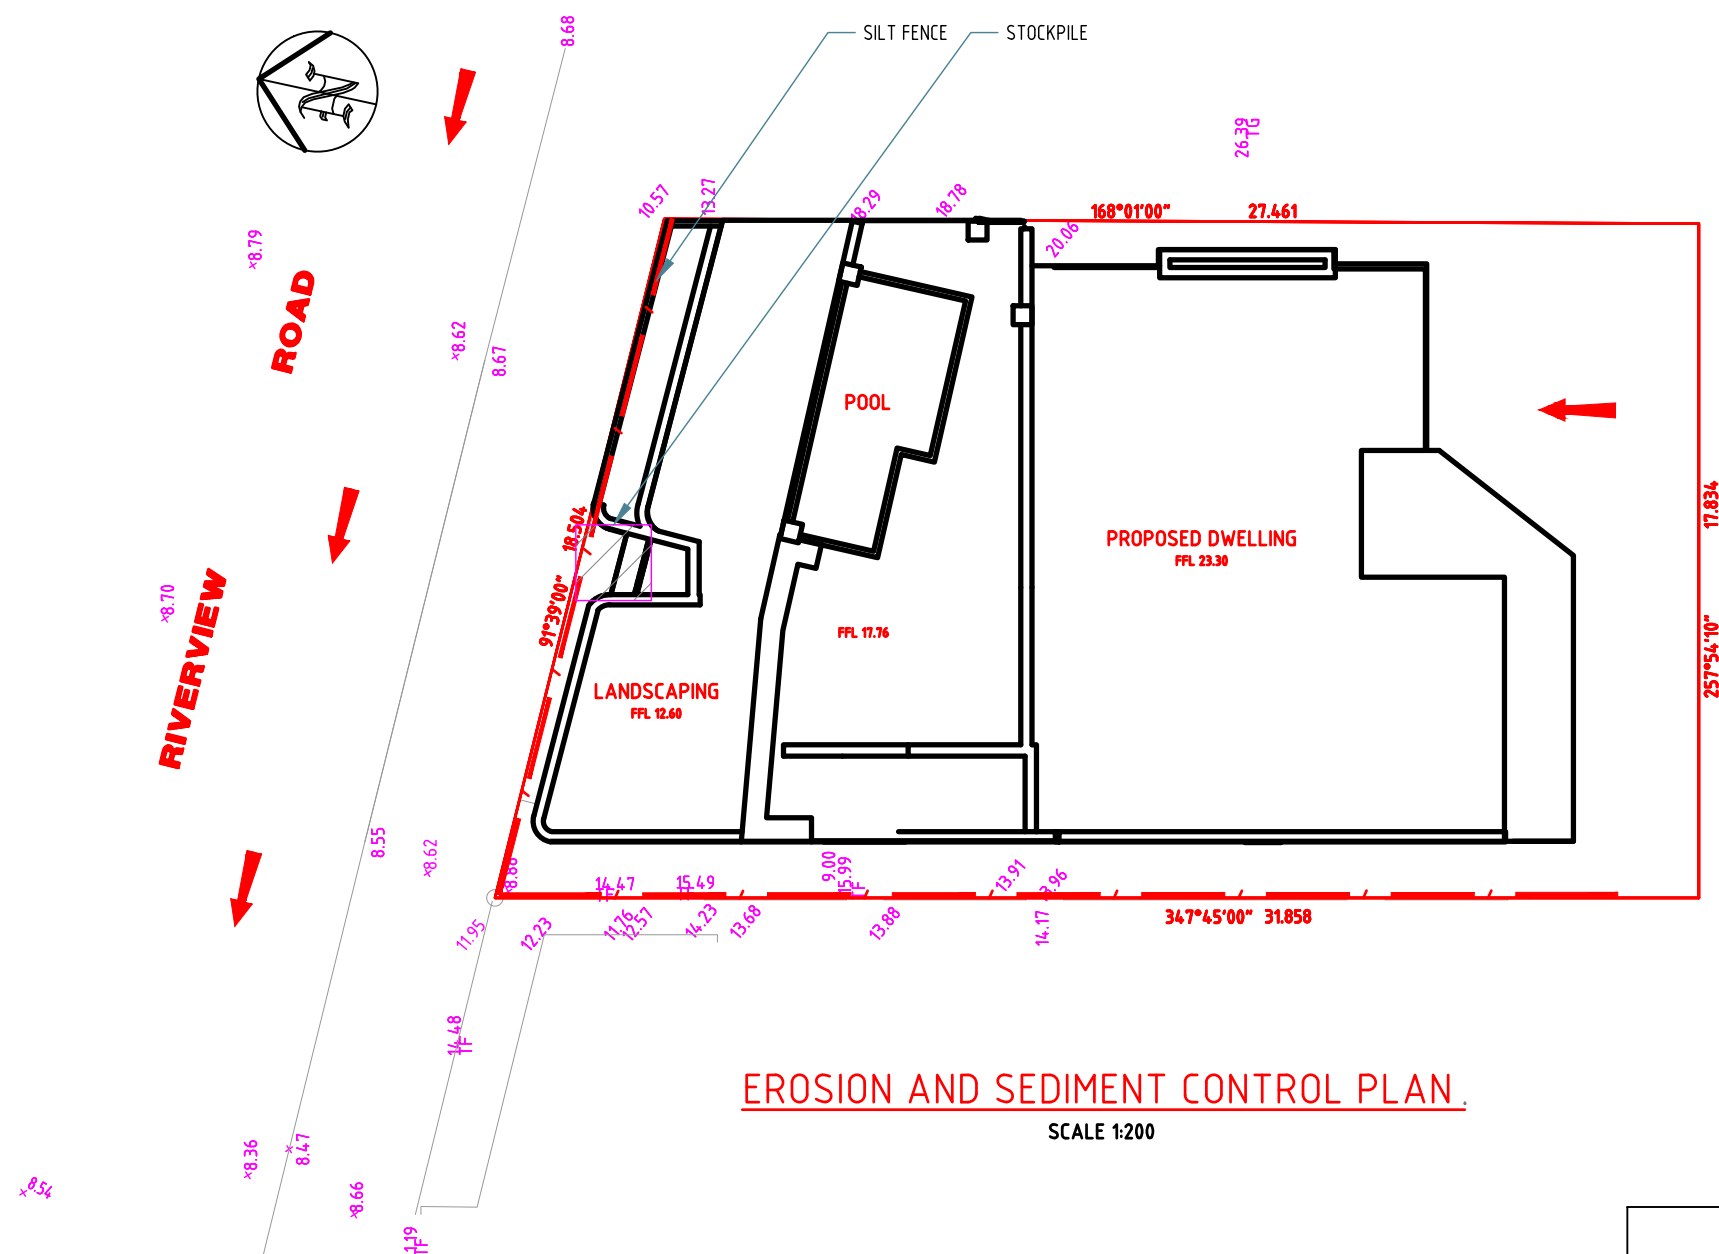 8.68
SILT FENCE
STOCKPILE
N
26.39
TG
10.57
13.27
18.29
18.78
20.06
168°01'00"
27.461
×8.79
ROAD
×8.62
8.67
POOL
18.504
91°39'00"
PROPOSED DWELLING
FFL 23.30
17.834
257°54'10"
×8.70
RIVERVIEW
FFL 17.76
LANDSCAPING
FFL 12.60
8.55
×8.62
14.47
TF
15.49
TF
9.00
15.99
TF
13.91
11.95
12.23
11.76
12.57
14.23
13.68
13.88
14.17
347°45'00" 31.858
14.48
TF
EROSION AND SEDIMENT CONTROL PLAN.
SCALE 1:200
×8.36
×8.47
×8.54
×8.66
TF